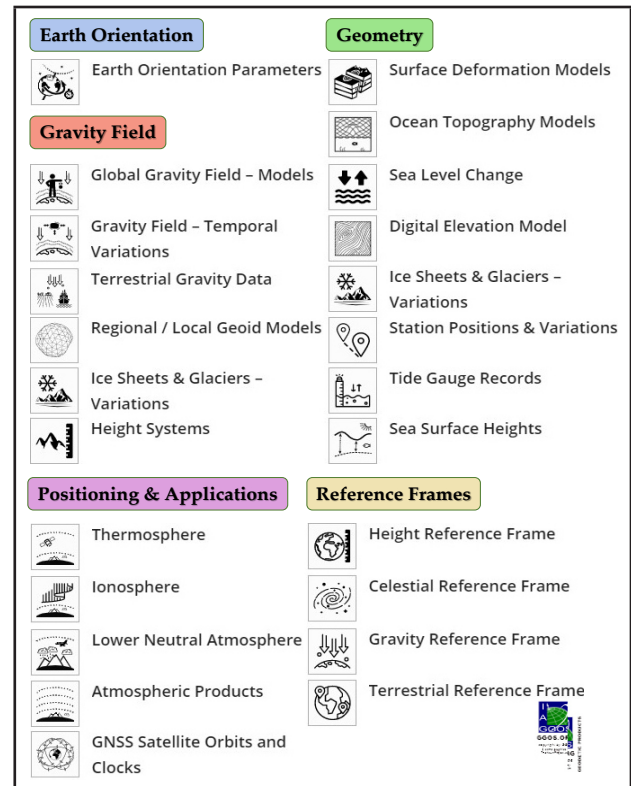 Earth Orientation
Earth Orientation Parameters
Gravity Field
Global Gravity Field – Models
Gravity Field – Temporal
Variations
Terrestrial Gravity Data
Regional / Local Geoid Models
Ice Sheets & Glaciers –
Variations
Height Systems
Geometry
Surface Deformation Models
Ocean Topography Models
Sea Level Change
Digital Elevation Model
Ice Sheets & Glaciers –
Variations
Station Positions & Variations
Tide Gauge Records
Sea Surface Heights
Positioning & Applications
Thermosphere
Ionosphere
Lower Neutral Atmosphere
Atmospheric Products
GNSS Satellite Orbits and
Clocks
Reference Frames
Height Reference Frame
Celestial Reference Frame
Gravity Reference Frame
Terrestrial Reference Frame
I
A
GGOS